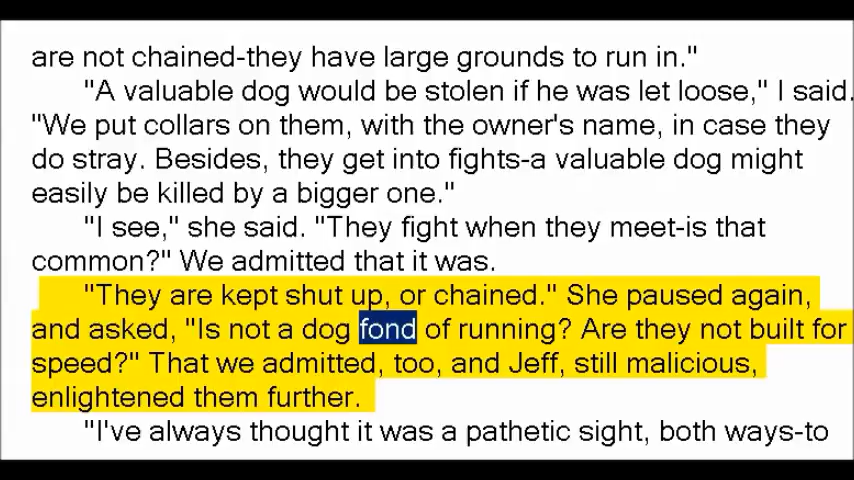 are not chained-they have large grounds to run in."
"A valuable dog would be stolen if he was let loose," I said.
"We put collars on them, with the owner's name, in case they
do stray. Besides, they get into fights-a valuable dog might
easily be killed by a bigger one."
"I see," she said. "They fight when they meet-is that
common?" We admitted that it was.
"They are kept shut up, or chained." She paused again,
and asked, "Is not a dog fond of running? Are they not built for
speed?" That we admitted, too, and Jeff, still malicious,
enlightened them further.
"I've always thought it was a pathetic sight, both ways-to